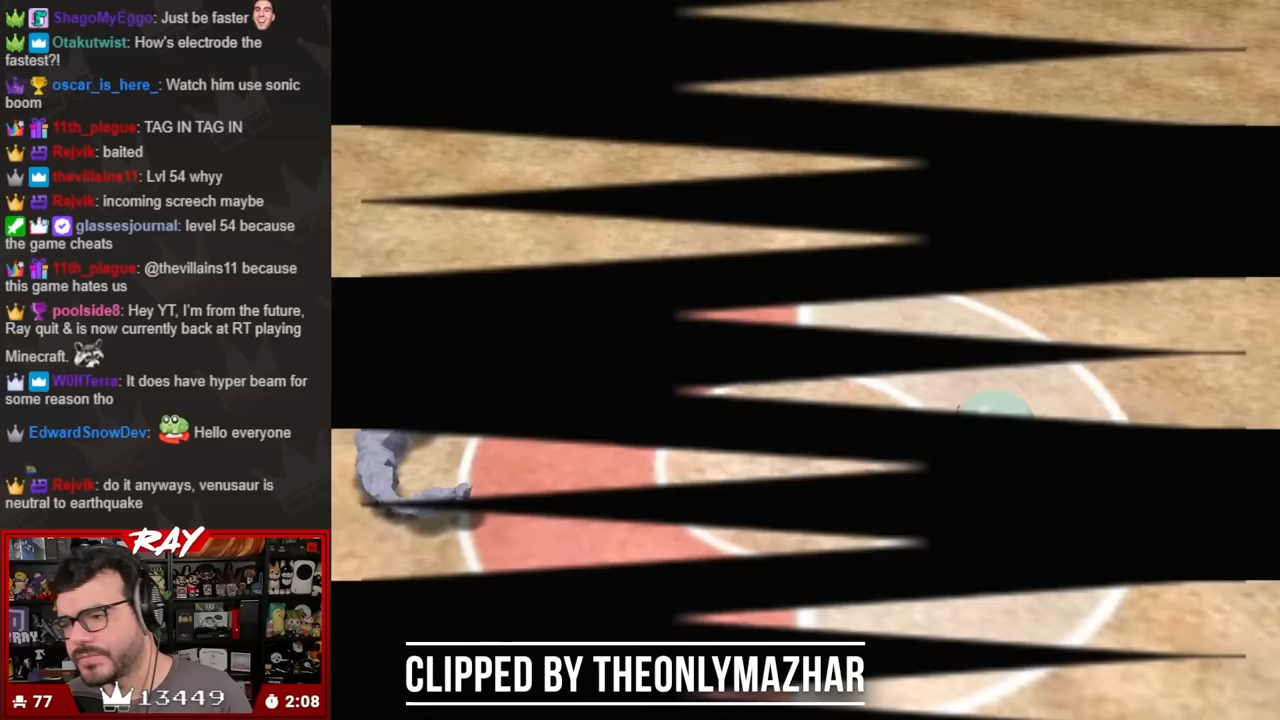 ShagoMyEggo: Just be faster
Otakutwist: How's electrode the
fastest?!
oscar_is_here_: Watch him use sonic
boom
11th_plague: TAG IN TAG IN
Rejvik: baited
thevillains11: Lvl 54 whyy
Rejvik: incoming screech maybe
glassesjournal: level 54 because
the game cheats
11th_plague: @thevillains11 because
this game hates us
poolside8: Hey YT, I'm from the future,
Ray quit & is now currently back at RT playing
Minecraft.
W0lfTerra: It does have hyper beam for
some reason tho
EdwardSnowDev: Hello everyone
Rejvik: do it anyways, venusaur is
neutral to earthquake
RAY
77
13449
2:08
CLIPPED BY THEONLYMAZHAR